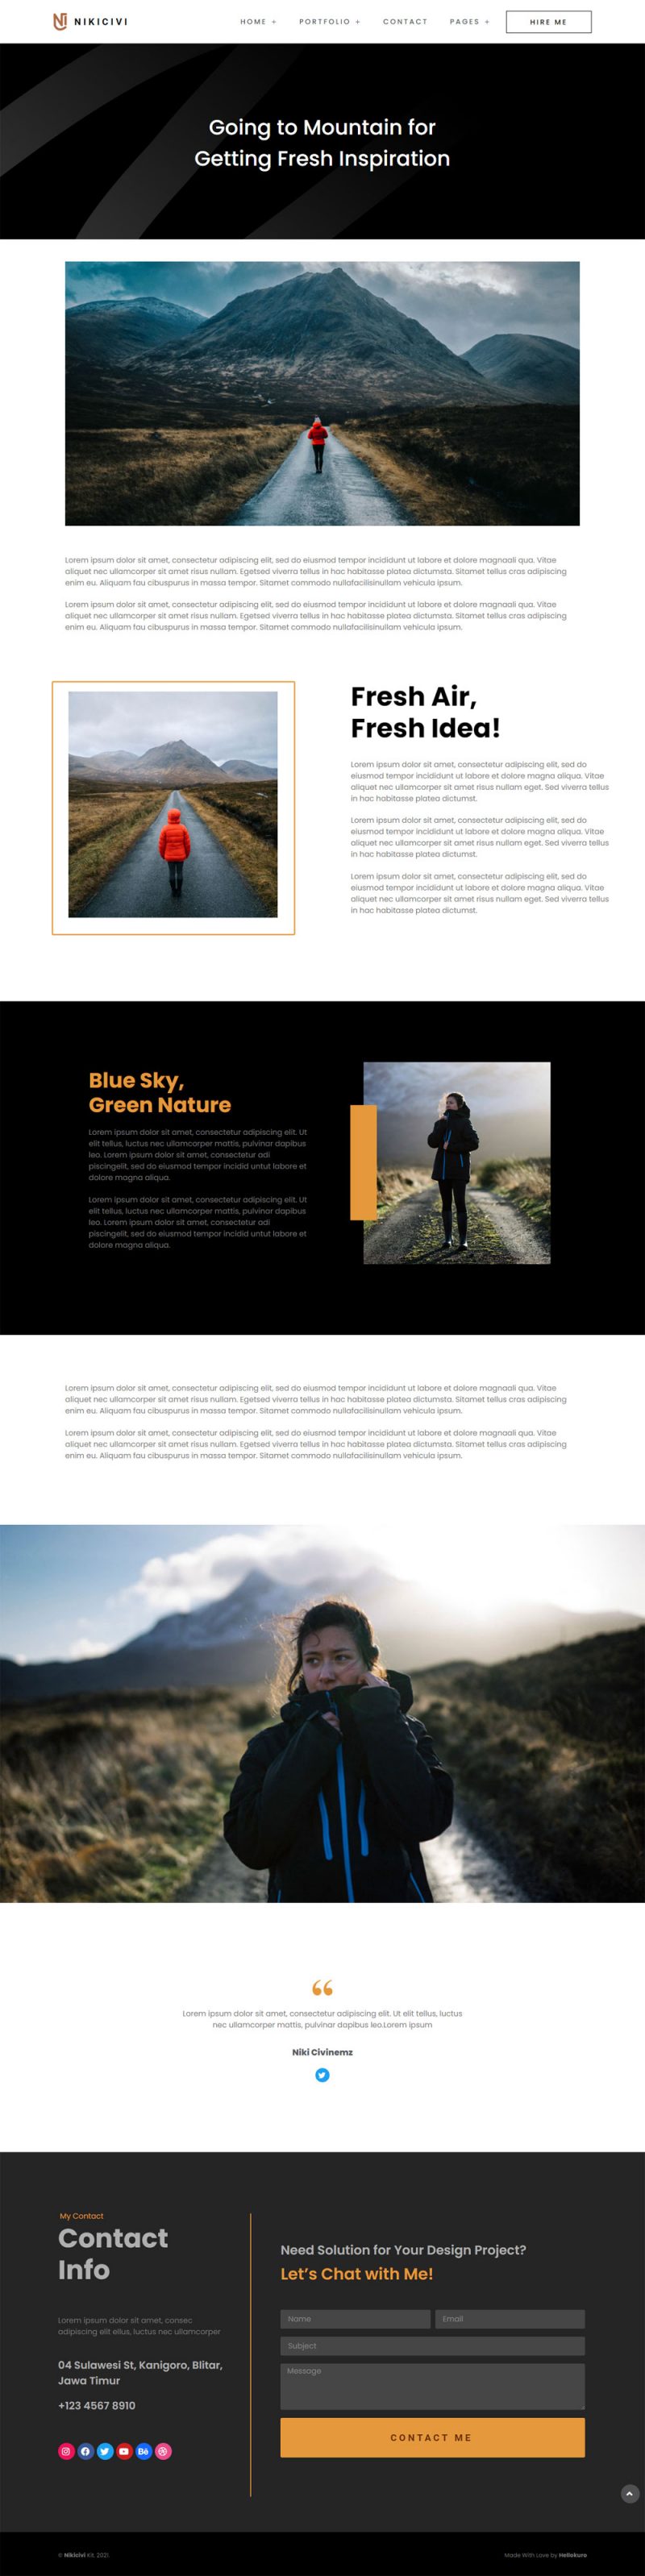 NIKICIVI
HOME +
PORTFOLIO +
CONTACT
PAGES +
HIRE ME
Going to Mountain for
Getting Fresh Inspiration
Lorem ipsum dolor sit amet, consectetur adipiscing elit, sed do eiusmod tempor incididunt ut labore et dolore magnaali qua. Vitae
aliquet nec ullamcorper sit amet risus nullam. Egetsed viverra tellus in hac habitasse platea dictumsta. Sitamet tellus cras adipiscing
enim eu. Aliquam fau cibuspurus in massa tempor. Sitamet commodo nullafacilisinullam vehicula ipsum.
Lorem ipsum dolor sit amet, consectetur adipiscing elit, sed do eiusmod tempor incididunt ut labore et dolore magnaali qua. Vitae
aliquet nec ullamcorper sit amet risus nullam. Egetsed viverra tellus in hac habitasse platea dictumsta. Sitamet tellus cras adipiscing
enim eu. Aliquam fau cibuspurus in massa tempor. Sitamet commodo nullafacilisinullam vehicula ipsum.
Fresh Air,
Fresh Idea!
Lorem ipsum dolor sit amet, consectetur adipiscing elit, sed do
eiusmod tempor incididunt ut labore et dolore magna aliqua. Vitae
aliquet nec ullamcorper sit amet risus nullam eget. Sed viverra tellus
in hac habitasse platea dictumst.
Lorem ipsum dolor sit amet, consectetur adipiscing elit, sed do
eiusmod tempor incididunt ut labore et dolore magna aliqua. Vitae
aliquet nec ullamcorper sit amet risus nullam eget. Sed viverra tellus
in hac habitasse platea dictumst.
Lorem ipsum dolor sit amet, consectetur adipiscing elit, sed do
eiusmod tempor incididunt ut labore et dolore magna aliqua. Vitae
aliquet nec ullamcorper sit amet risus nullam eget. Sed viverra tellus
in hac habitasse platea dictumst.
Blue Sky,
Green Nature
Lorem ipsum dolor sit amet, consectetur adipiscing elit. Ut
elit tellus, luctus nec ullamcorper mattis, pulvinar dapibus
leo. Lorem ipsum dolor sit amet, consectetur adi
piscingelit, sed do eiusmod tempor incidid untut labore et
dolore magna aliqua.
Lorem ipsum dolor sit amet, consectetur adipiscing elit. Ut
elit tellus, luctus nec ullamcorper mattis, pulvinar dapibus
leo. Lorem ipsum dolor sit amet, consectetur adi
piscingelit, sed do eiusmod tempor incidid untut labore et
dolore magna aliqua.
Lorem ipsum dolor sit amet, consectetur adipiscing elit, sed do eiusmod tempor incididunt ut labore et dolore magnaali qua. Vitae
aliquet nec ullamcorper sit amet risus nullam. Egetsed viverra tellus in hac habitasse platea dictumsta. Sitamet tellus cras adipiscing
enim eu. Aliquam fau cibuspurus in massa tempor. Sitamet commodo nullafacilisinullam vehicula ipsum.
Lorem ipsum dolor sit amet, consectetur adipiscing elit, sed do eiusmod tempor incididunt ut labore et dolore magnaali qua. Vitae
aliquet nec ullamcorper sit amet risus nullam. Egetsed viverra tellus in hac habitasse platea dictumsta. Sitamet tellus cras adipiscing
enim eu. Aliquam fau cibuspurus in massa tempor. Sitamet commodo nullafacilisinullam vehicula ipsum.
“
Lorem ipsum dolor sit amet, consectetur adipiscing elit. Ut elit tellus, luctus
nec ullamcorper mattis, pulvinar dapibus leo.Lorem ipsum
Niki Civinemz
My Contact
Contact
Info
Lorem ipsum dolor sit amet, consec
adipiscing elit ellus, luctus nec ullamcorper
04 Sulawesi St, Kanigoro, Blitar,
Jawa Timur
+123 4567 8910
Bē
Need Solution for Your Design Project?
Let's Chat with Me!
Name
Email
Subject
Message
CONTACT ME
© Nikicivi Kit. 2021
Made With Love by Hellokuro